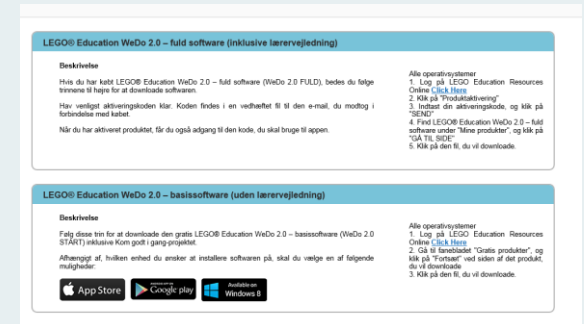 LEGO® Education WeDo 2.0 – fuld software (inklusive lærervejledning)
Beskrivelse
Hvis du har købt LEGO® Education WeDo 2.0 – fuld software (WeDo 2.0 FULD), bedes du følge
trinnene til højre for at downloade softwaren.
Hav venligst aktiveringskoden klar. Koden findes i en vedhæftet fil til den e-mail, du modtog i
forbindelse med købet.
Når du har aktiveret produktet, får du også adgang til den kode, du skal bruge til appen.
Alle operativsystemer
1. Log på LEGO Education Resources
Online Click Here
2. Klik på "Produktaktivering"
3. Indtast din aktiveringskode, og klik på
"SEND"
4. Find LEGO® Education WeDo 2.0 – fuld
software under "Mine produkter", og klik på
"GÅ TIL SIDE"
5. Klik på den fil, du vil downloade.
LEGO® Education WeDo 2.0 – basissoftware (uden lærervejledning)
Beskrivelse
Følg disse trin for at downloade den gratis LEGO® Education WeDo 2.0 – basissoftware (WeDo 2.0
START) inklusive Kom godt i gang-projektet.
Afhængigt af, hvilken enhed du ønsker at installere softwaren på, skal du vælge en af følgende
muligheder:
App Store
Google play
Available on
Windows 8
Alle operativsystemer
1. Log på LEGO Education Resources
Online Click Here
2. Gå til fanebladet "Gratis produkter", og
klik på "Fortsæt" ved siden af det produkt,
du vil downloade
3. Klik på den fil, du vil downloade.